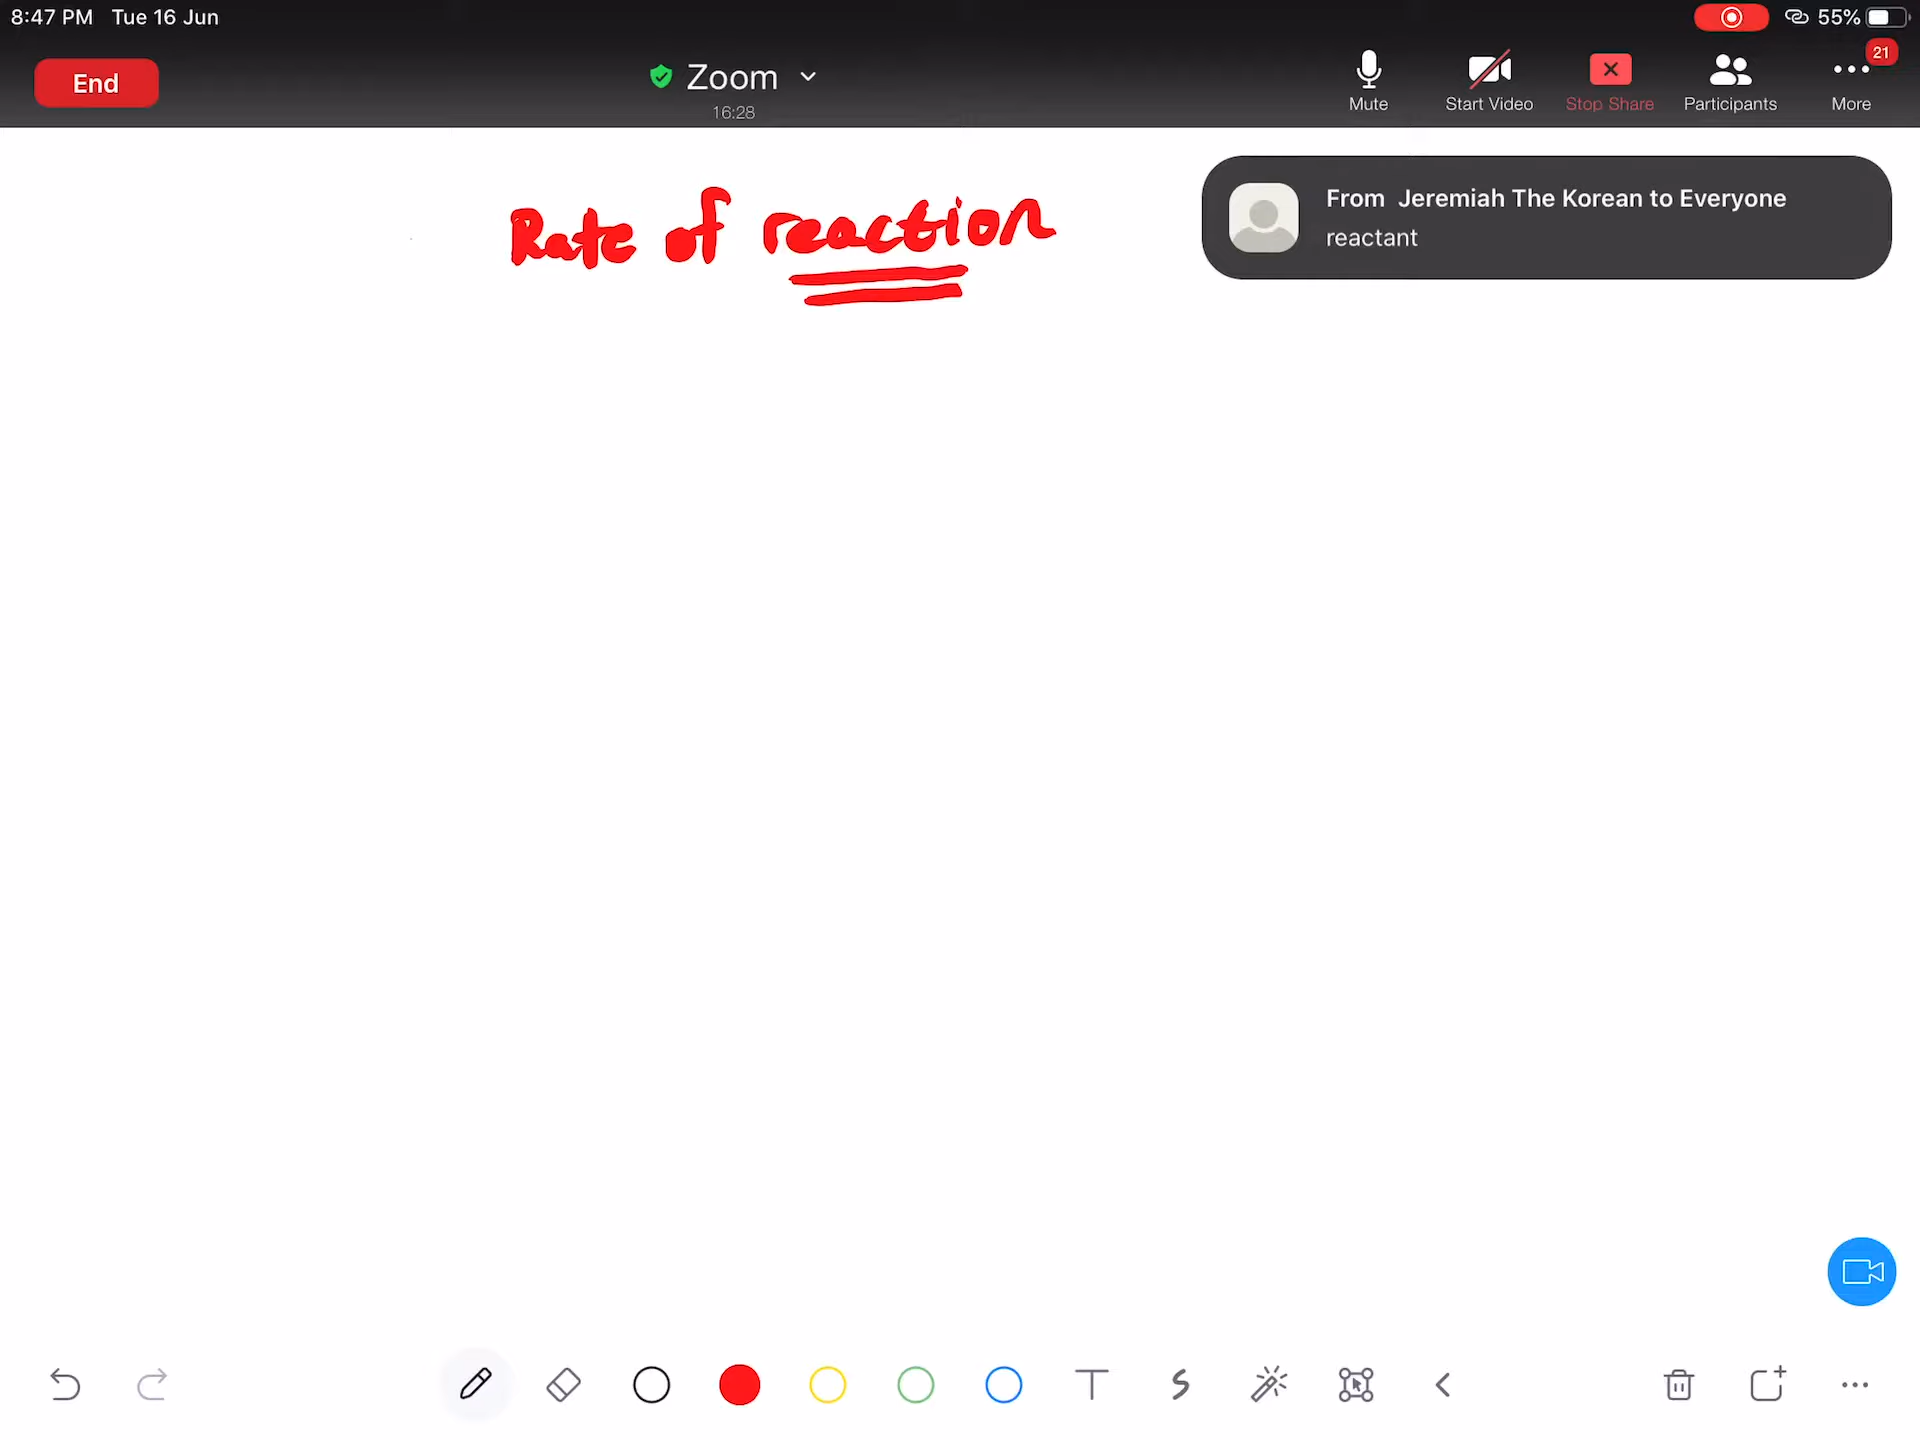 8:47 PM Tue 16 Jun
55%
End
Zoom
16:28
Mute
Start Video
Stop Share
Participants
21
More
From Jeremiah The Korean to Everyone
reactant
Rate of reaction
T
S